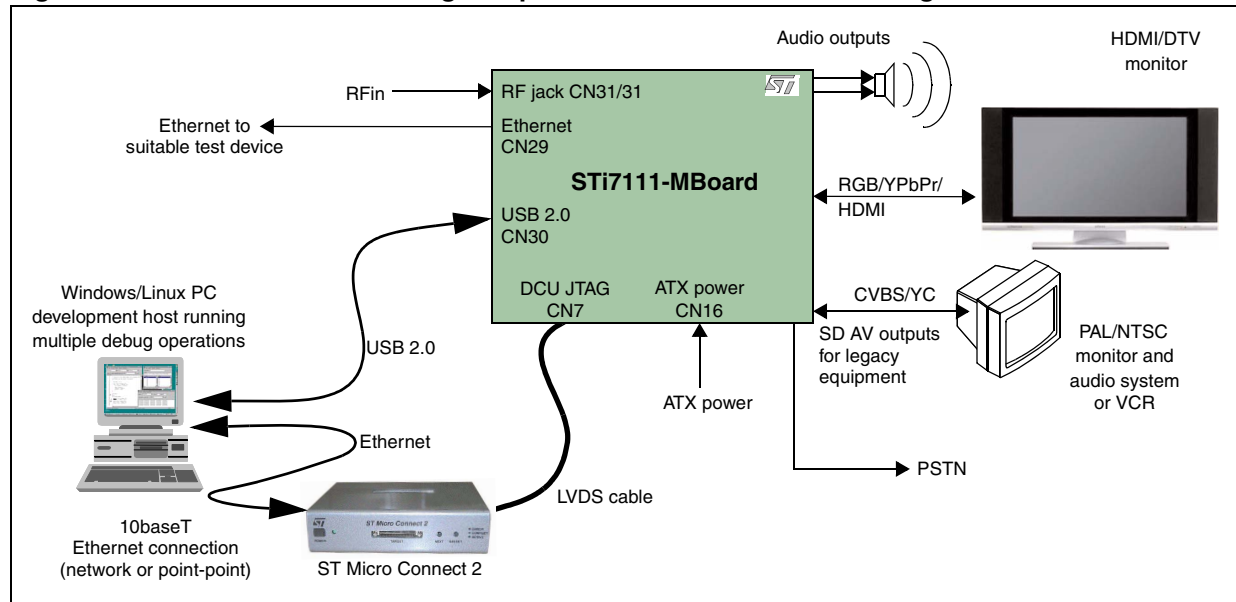 Audio outputs
HDMI/DTV
monitor
RFin
RF jack CN31/31
Ethernet to
suitable test device
Ethernet
CN29
STi7111-MBoard
RGB/YPbPr/
HDMI
USB 2.0
CN30
DCU JTAG
CN7
ATX power
CN16
CVBS/YC
SD AV outputs
for legacy
equipment
PAL/NTSC
monitor and
audio system
or VCR
Windows/Linux PC
development host running
multiple debug operations
USB 2.0
ATX power
Ethernet
PSTN
LVDS cable
ST Micro Connect 2
10baseT
Ethernet connection
(network or point-point)
ST Micro Connect 2